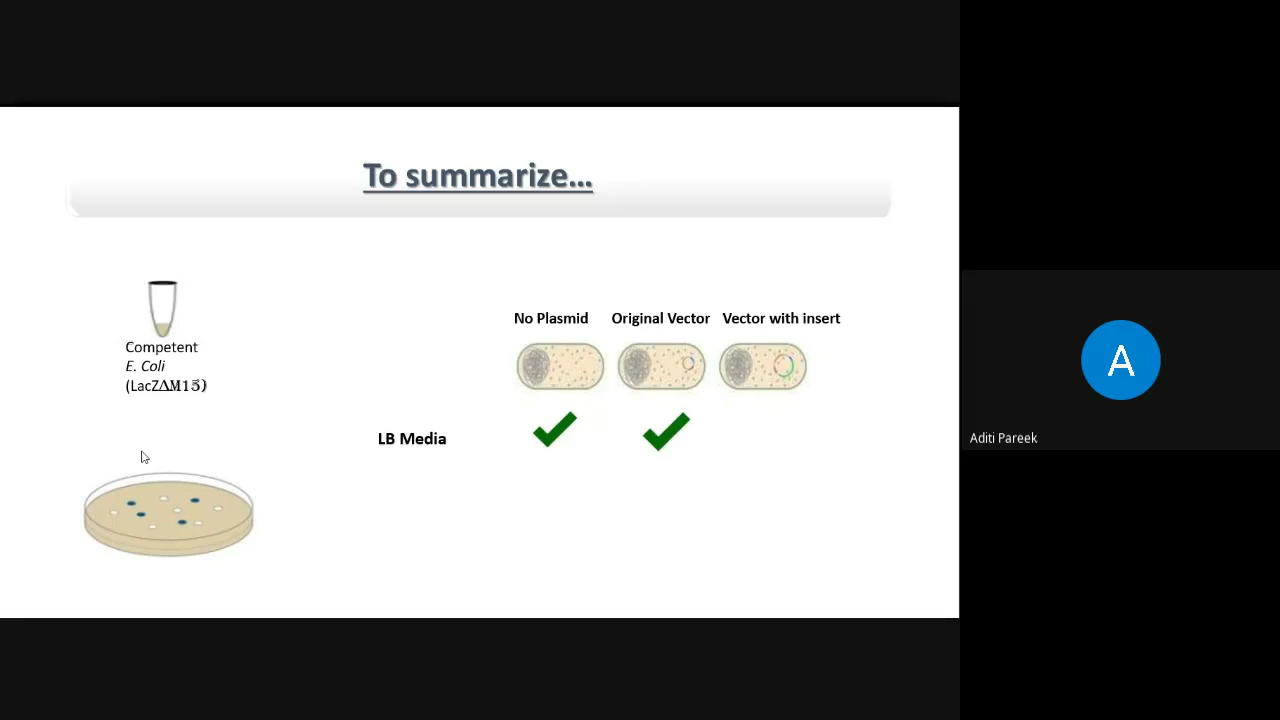 To summarize...
Competent
E. Coli
(LacZΔM15)
No Plasmid Original Vector Vector with insert
LB Media
A
Aditi Pareek